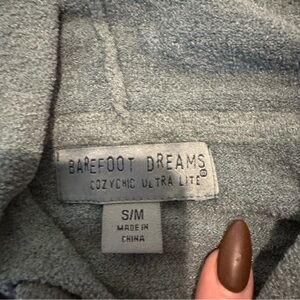 BAREFOOT DREAMS
COZYCHIC ULTRA LITE®
S/M
MADE IN
CHINA